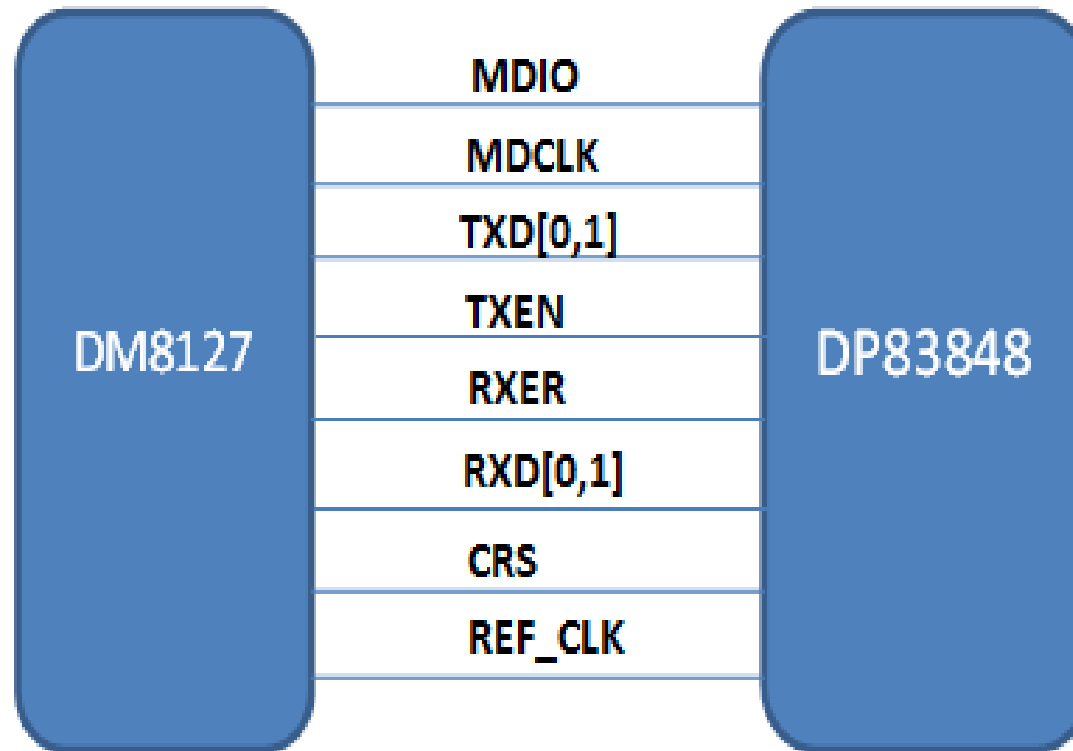 MDIO
MDCLK
TXD[0,1]
TXEN
DM8127
DP83848
RXER
RXD[0,1]
CRS
REF_CLK